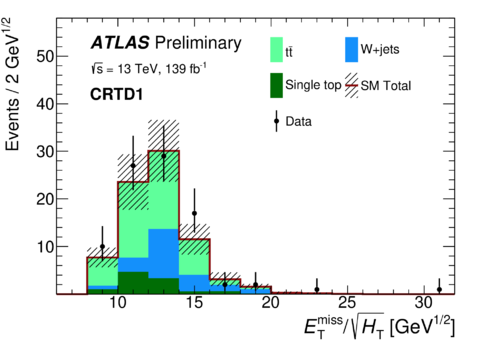 Events / 2 GeV^1/2
50
40
30
20
10
ATLAS Preliminary
√s = 13 TeV, 139 fb⁻¹
CRTD1
tt̄
W+jets
Single top
SM Total
Data
10 15 20 25 30
E_T^miss/√H_T [GeV^1/2]